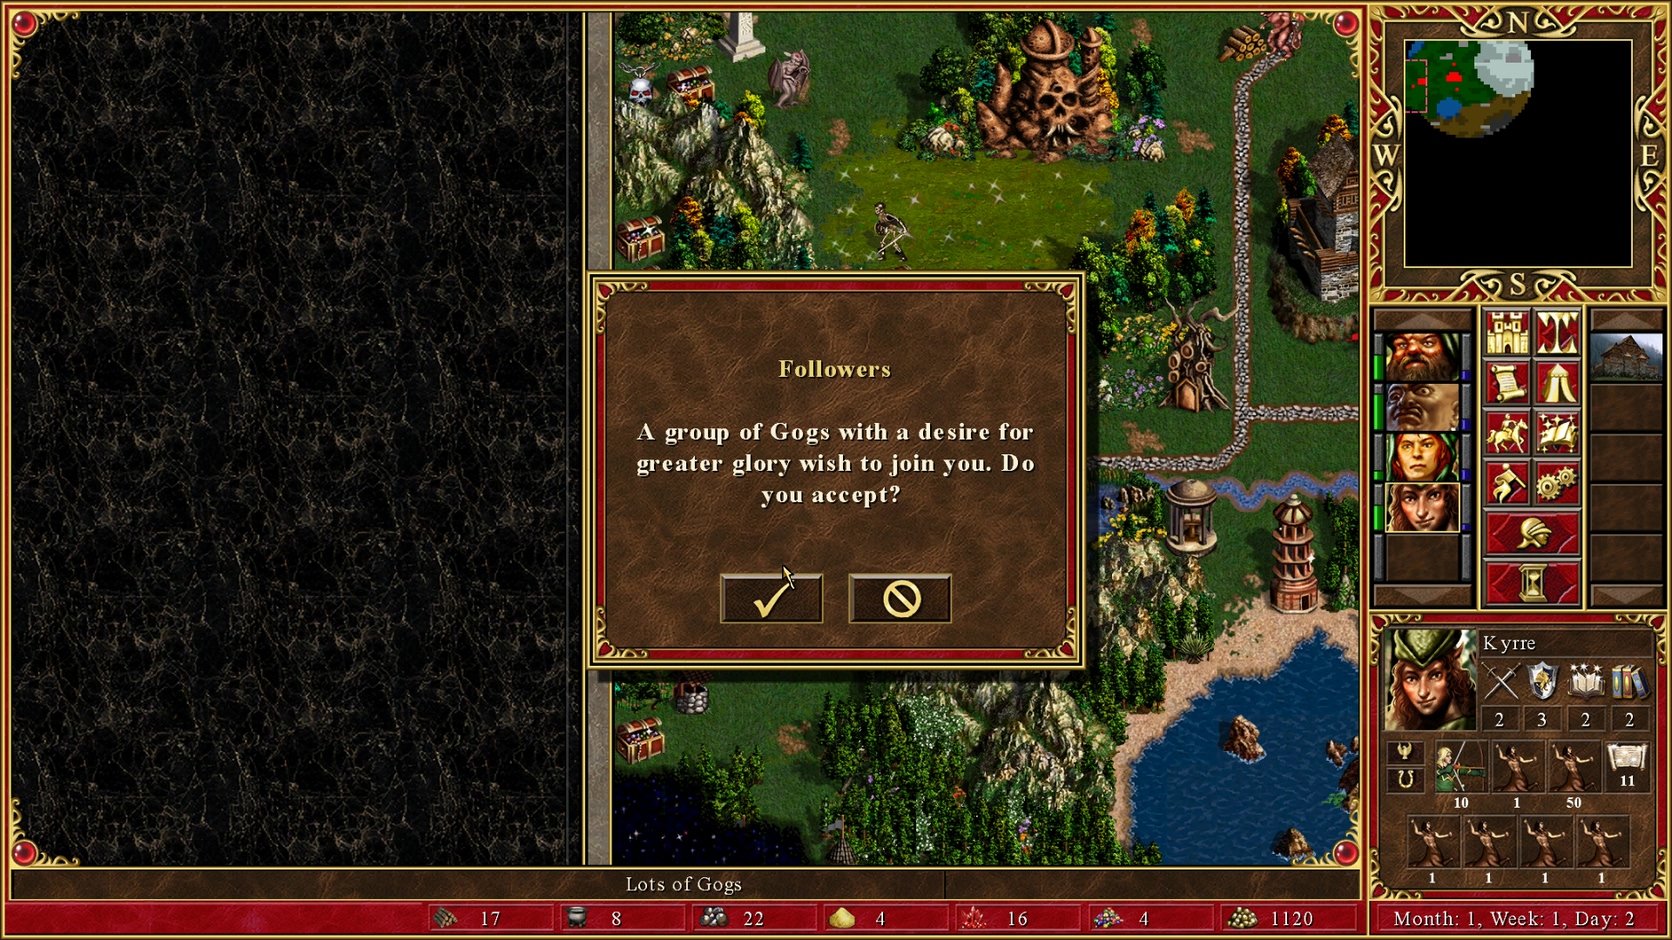 N
W
E
S
Followers
A group of Gogs with a desire for
greater glory wish to join you. Do
you accept?
Kyrre
2 3 2 2
10 1 50 11
1 1 1 1
Lots of Gogs
17 8 22 4 16 4 1120
Month: 1, Week: 1, Day: 2